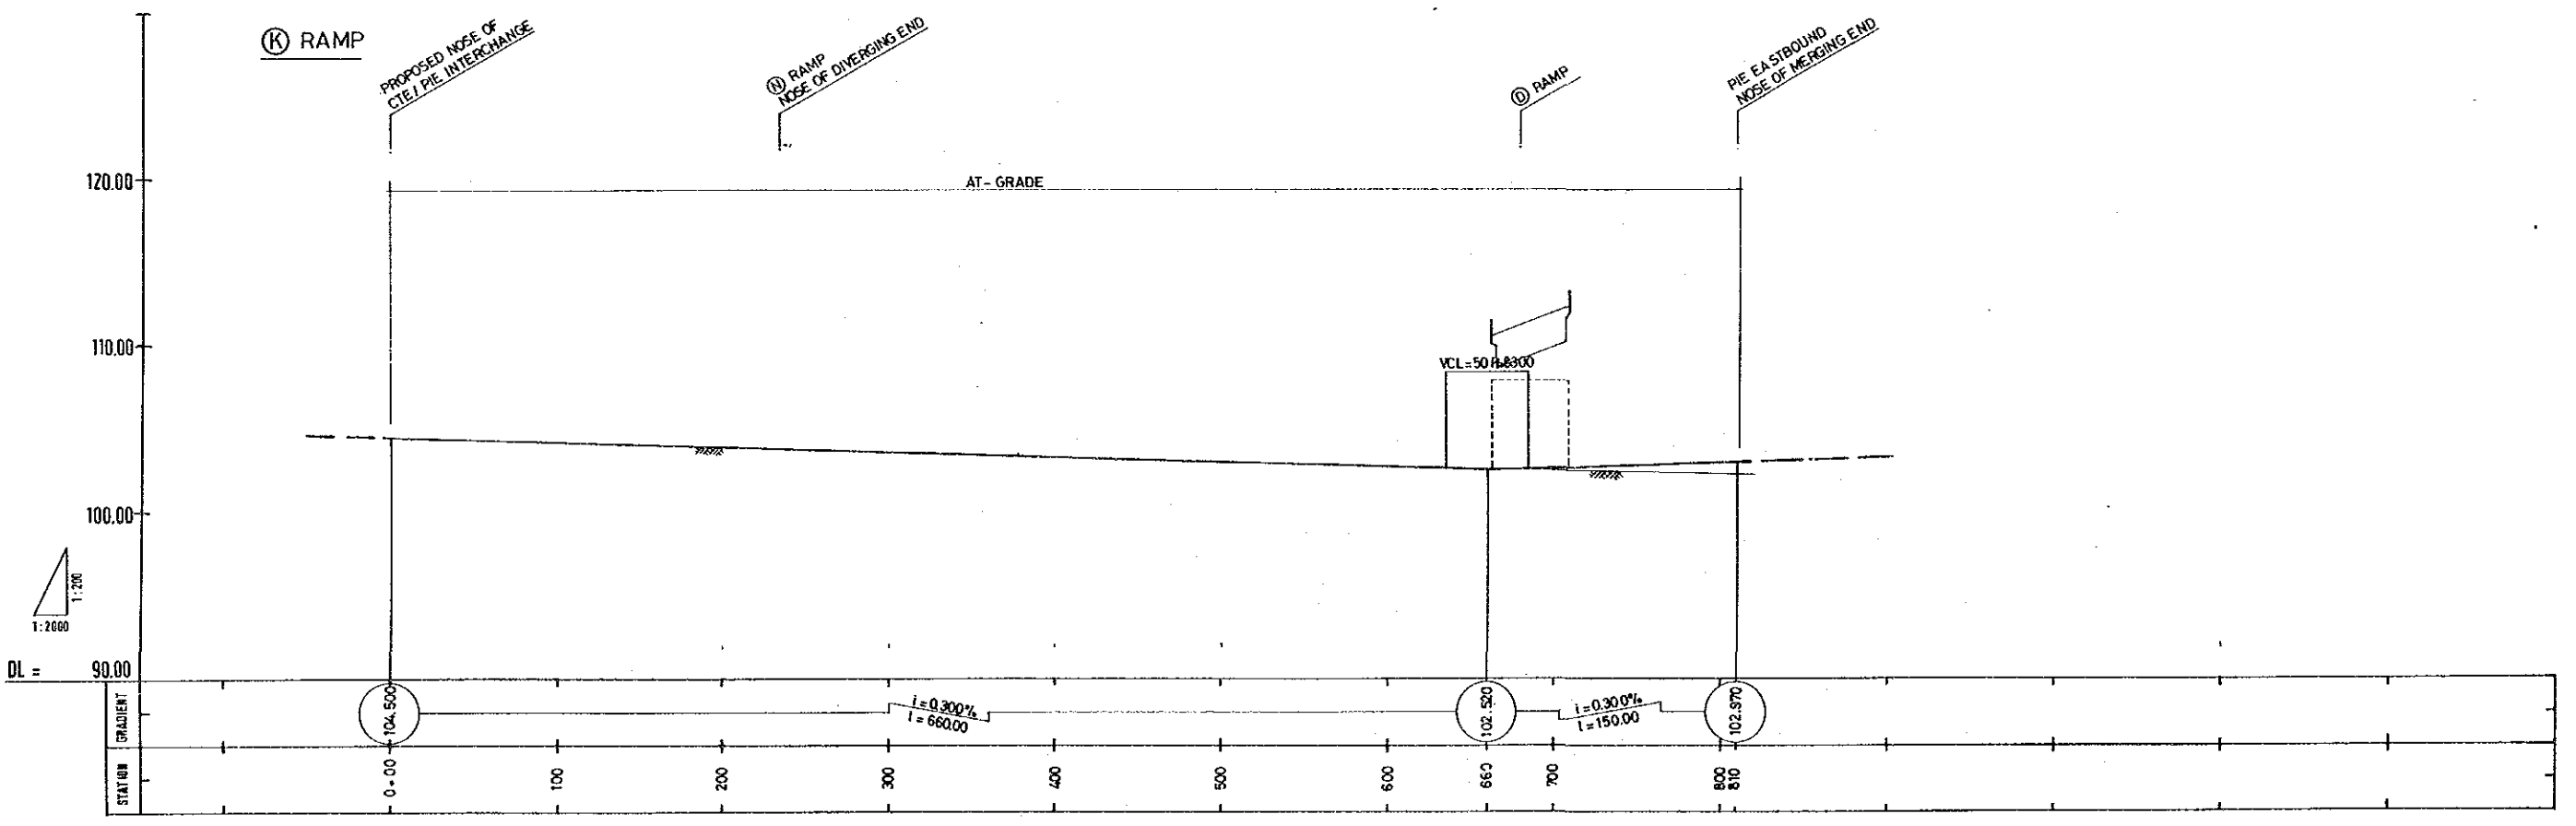 Ⓚ RAMP
PROPOSED NOSE OF
CTE / PIE INTERCHANGE
Ⓝ RAMP
NOSE OF DIVERGING END
Ⓓ RAMP
PIE EASTBOUND
NOSE OF MERGING END
120.00
AT-GRADE
110.00
VCL=50
100.00
1:200
1:2000
DL = 90.00
GRADIENT
104.500
i=0.300%
l=660.00
102.520
i=0.300%
l=150.00
102.970
STATION
0+00
100
200
300
400
500
600
660
700
800
810